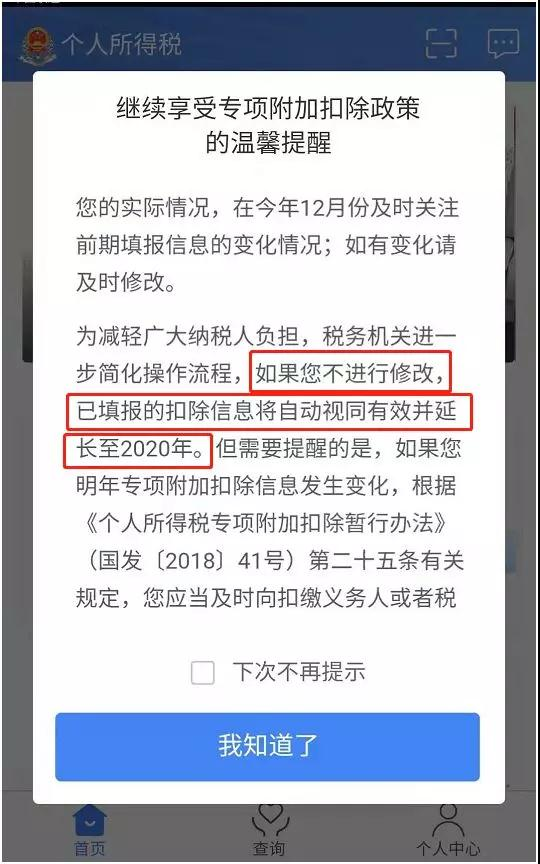 个人所得税
继续享受专项附加扣除政策
的温馨提醒
您的实际情况，在今年12月份及时关注
前期填报信息的变化情况；如有变化请
及时修改。
为减轻广大纳税人负担，税务机关进一
步简化操作流程，如果您不进行修改，
已填报的扣除信息将自动视同有效并延
长至2020年。但需要提醒的是，如果您
明年专项附加扣除信息发生变化，根据
《个人所得税专项附加扣除暂行办法》
（国发〔2018〕41号）第二十五条有关
规定，您应当及时向扣缴义务人或者税
下次不再提示
我知道了
首页
查询
个人中心